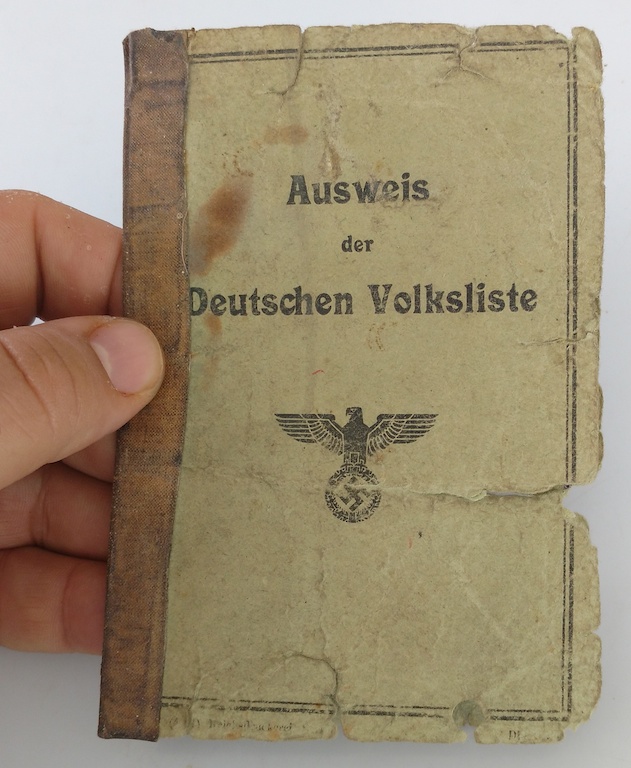 Ausweis
der
Deutschen Volksliste